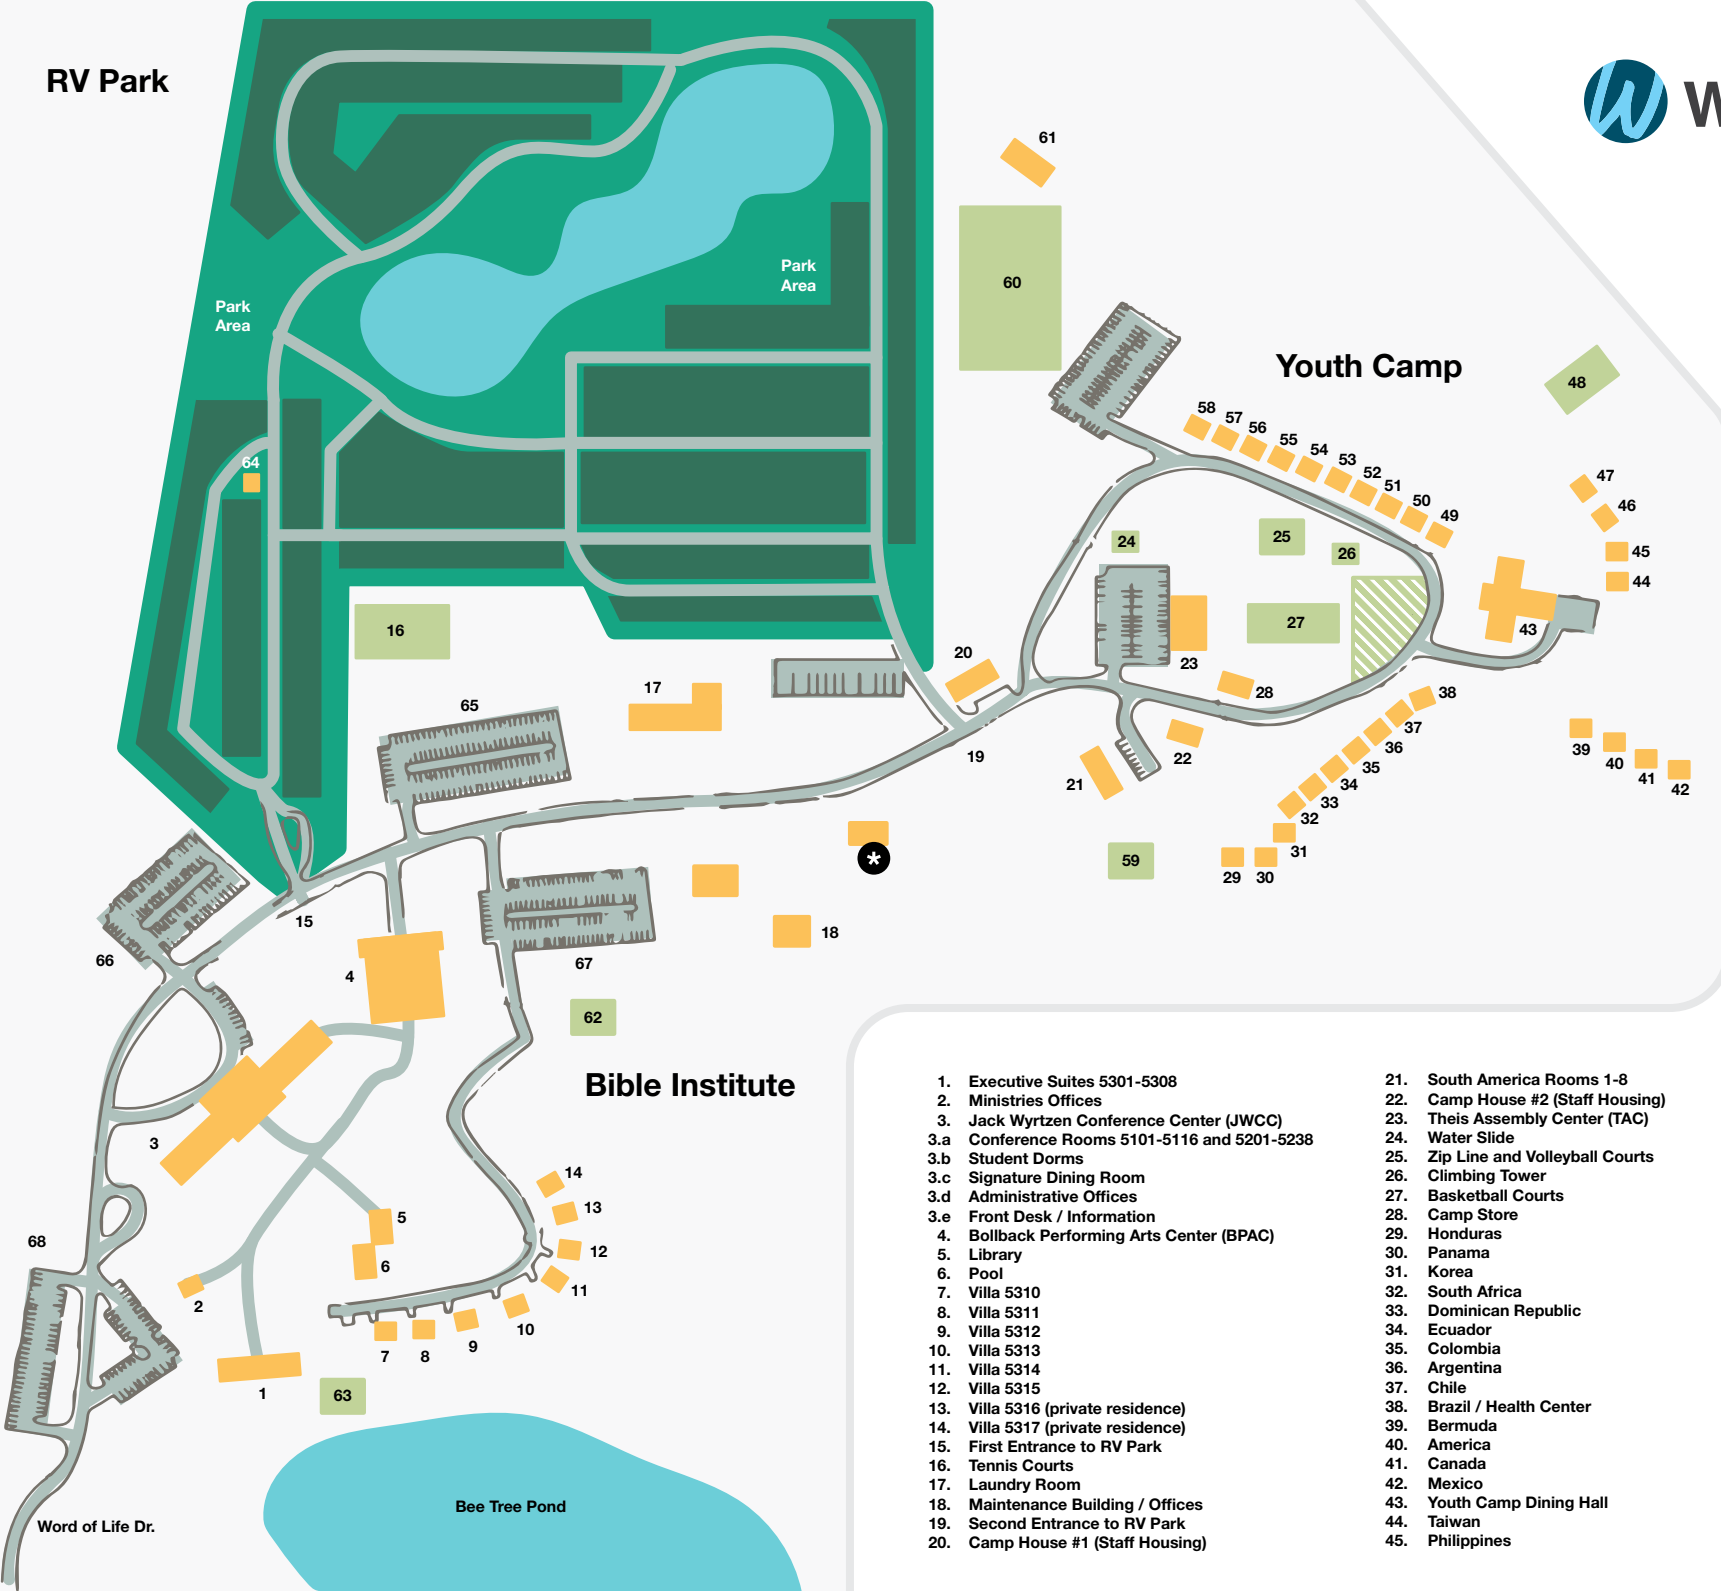 RV Park
W
61
Park
Area
60
Park
Area
Youth Camp
48
58
57
56
55
54
53
52
51
50
49
47
46
45
44
64
24
25
26
16
27
43
23
20
17
28
38
65
37
39
36
40
19
22
35
41
21
34
42
33
32
31
59
29
30
*
15
18
66
67
4
62
Bible Institute
3
14
13
5
12
68
6
11
2
10
9
7
8
1
63
Bee Tree Pond
Word of Life Dr.
1. Executive Suites 5301-5308
2. Ministries Offices
3. Jack Wyrtzen Conference Center (JWCC)
3.a Conference Rooms 5101-5116 and 5201-5238
3.b Student Dorms
3.c Signature Dining Room
3.d Administrative Offices
3.e Front Desk / Information
4. Bollback Performing Arts Center (BPAC)
5. Library
6. Pool
7. Villa 5310
8. Villa 5311
9. Villa 5312
10. Villa 5313
11. Villa 5314
12. Villa 5315
13. Villa 5316 (private residence)
14. Villa 5317 (private residence)
15. First Entrance to RV Park
16. Tennis Courts
17. Laundry Room
18. Maintenance Building / Offices
19. Second Entrance to RV Park
20. Camp House #1 (Staff Housing)
21. South America Rooms 1-8
22. Camp House #2 (Staff Housing)
23. Theis Assembly Center (TAC)
24. Water Slide
25. Zip Line and Volleyball Courts
26. Climbing Tower
27. Basketball Courts
28. Camp Store
29. Honduras
30. Panama
31. Korea
32. South Africa
33. Dominican Republic
34. Ecuador
35. Colombia
36. Argentina
37. Chile
38. Brazil / Health Center
39. Bermuda
40. America
41. Canada
42. Mexico
43. Youth Camp Dining Hall
44. Taiwan
45. Philippines